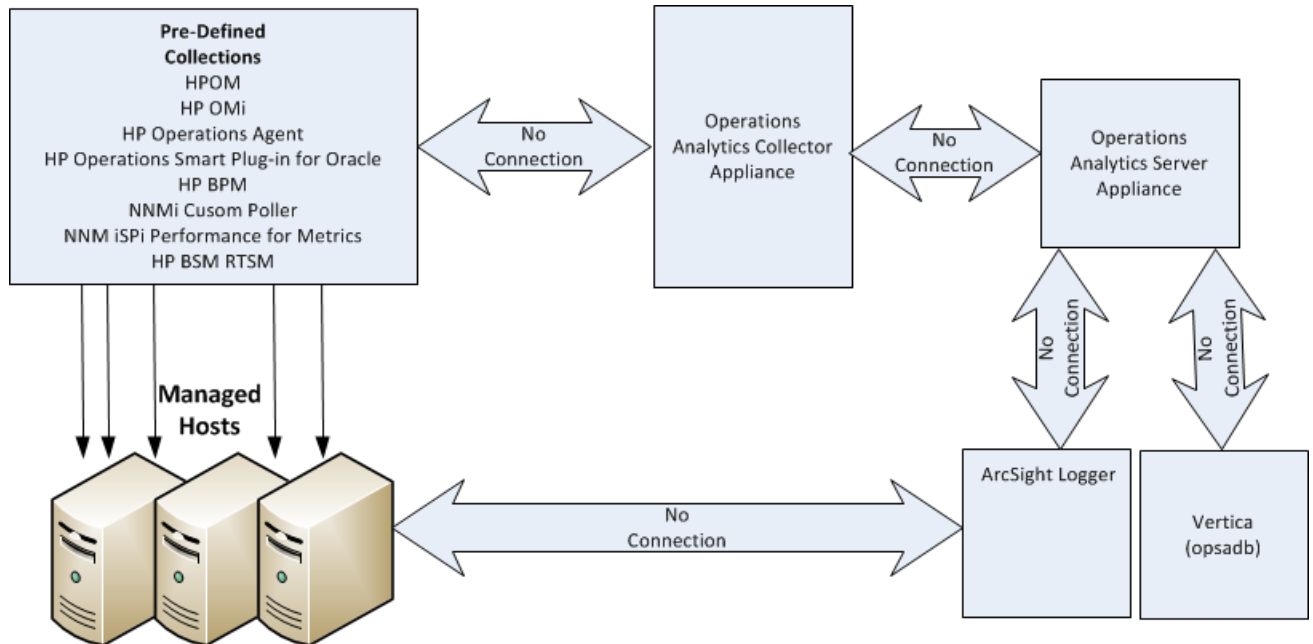 Pre-Defined
Collections
HPOM
HP OMi
HP Operations Agent
HP Operations Smart Plug-in for Oracle
HP BPM
NNMi Cusom Poller
NNM iSPi Performance for Metrics
HP BSM RTSM
No
Connection
Operations
Analytics Collector
Appliance
No
Connection
Operations
Analytics Server
Appliance
No
Connection
No
Connection
Managed
Hosts
No
Connection
ArcSight Logger
Vertica
(opsadb)